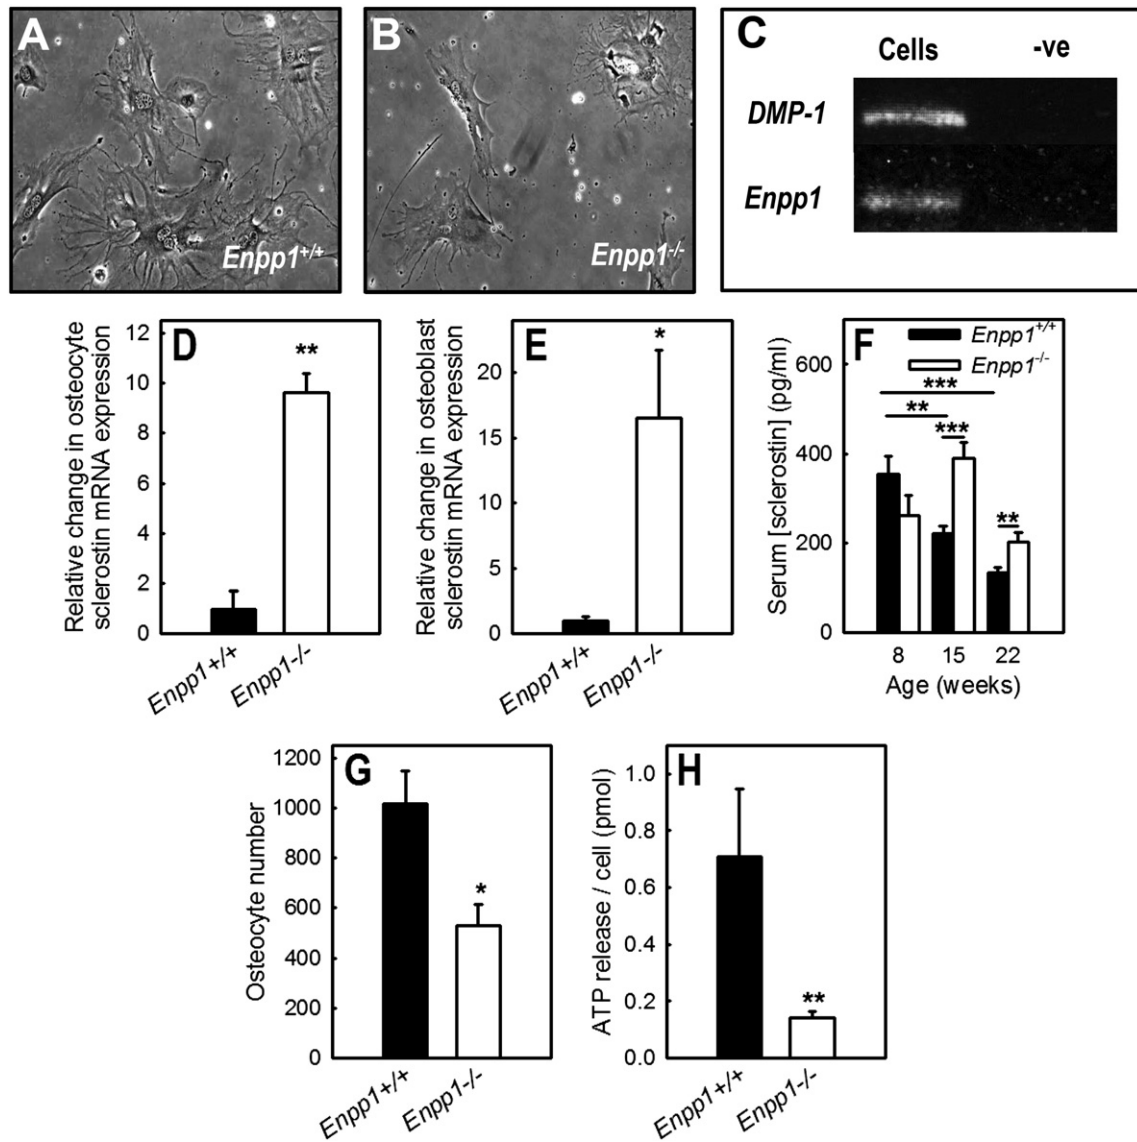 A
Enpp1+/+
B
Enpp1-/-
C
Cells -ve
DMP-1
Enpp1
D
Relative change in osteocyte
sclerostin mRNA expression
12
10
8
6
4
2
0
**
Enpp1+/+
Enpp1-/-
E
Relative change in osteoblast
sclerostin mRNA expression
20
15
10
5
0
*
Enpp1+/+
Enpp1-/-
F
Enpp1+/+
Enpp1-/-
Serum [sclerostin] (pg/ml)
600
400
200
0
***
**
***
**
8 15 22
Age (weeks)
G
Osteocyte number
1200
1000
800
600
400
200
0
*
Enpp1+/+
Enpp1-/-
H
ATP release / cell (pmol)
1.0
0.8
0.6
0.4
0.2
0.0
**
Enpp1+/+
Enpp1-/-